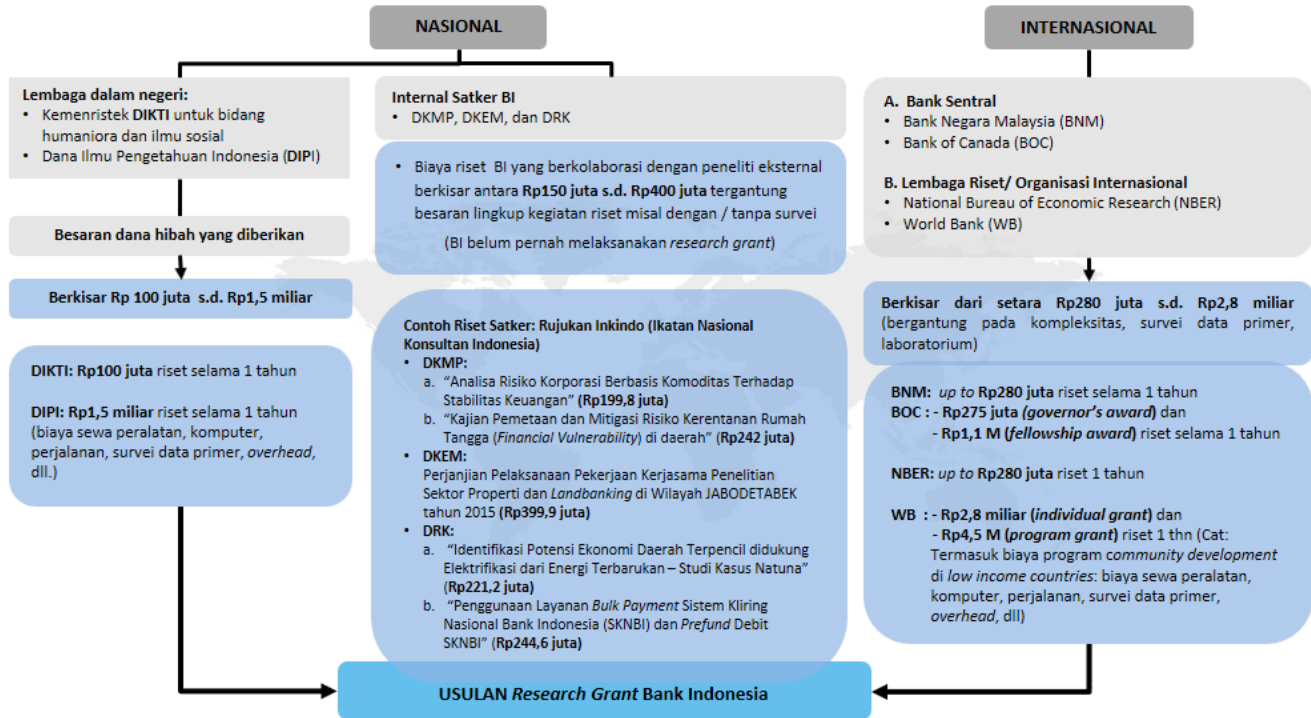 NASIONAL
Lembaga dalam negeri:
• Kemenristek DIKTI untuk bidang
humaniora dan ilmu sosial
• Dana Ilmu Pengetahuan Indonesia (DIPI)
Besaran dana hibah yang diberikan
Berkisar Rp 100 juta s.d. Rp1,5 miliar
DIKTI: Rp100 juta riset selama 1 tahun
DIPI: Rp1,5 miliar riset selama 1 tahun
(biaya sewa peralatan, komputer,
perjalanan, survei data primer, overhead,
dll.)
Internal Satker BI
• DKMP, DKEM, dan DRK
• Biaya riset BI yang berkolaborasi dengan peneliti eksternal
berkisar antara Rp150 juta s.d. Rp400 juta tergantung
besaran lingkup kegiatan riset misal dengan / tanpa survei
(BI belum pernah melaksanakan research grant)
Contoh Riset Satker: Rujukan Inkindo (Ikatan Nasional
Konsultan Indonesia)
• DKMP:
a. “Analisa Risiko Korporasi Berbasis Komoditas Terhadap
Stabilitas Keuangan” (Rp199,8 juta)
b. “Kajian Pemetaan dan Mitigasi Risiko Kerentanan Rumah
Tangga (Financial Vulnerability) di daerah” (Rp242 juta)
• DKEM:
Perjanjian Pelaksanaan Pekerjaan Kerjasama Penelitian
Sektor Properti dan Landbanking di Wilayah JABODETABEK
tahun 2015 (Rp399,9 juta)
• DRK:
a. “Identifikasi Potensi Ekonomi Daerah Terpencil didukung
Elektrifikasi dari Energi Terbarukan – Studi Kasus Natuna”
(Rp221,2 juta)
b. “Penggunaan Layanan Bulk Payment Sistem Kliring
Nasional Bank Indonesia (SKNBI) dan Prefund Debit
SKNBI” (Rp244,6 juta)
INTERNASIONAL
A. Bank Sentral
• Bank Negara Malaysia (BNM)
• Bank of Canada (BOC)
B. Lembaga Riset/ Organisasi Internasional
• National Bureau of Economic Research (NBER)
• World Bank (WB)
Berkisar dari setara Rp280 juta s.d. Rp2,8 miliar
(bergantung pada kompleksitas, survei data primer,
laboratorium)
BNM: up to Rp280 juta riset selama 1 tahun
BOC : - Rp275 juta (governor’s award) dan
- Rp1,1 M (fellowship award) riset selama 1 tahun
NBER: up to Rp280 juta riset 1 tahun
WB : - Rp2,8 miliar (individual grant) dan
- Rp4,5 M (program grant) riset 1 thn (Cat:
Termasuk biaya program community development
di low income countries: biaya sewa peralatan,
komputer, perjalanan, survei data primer,
overhead, dll)
USULAN Research Grant Bank Indonesia